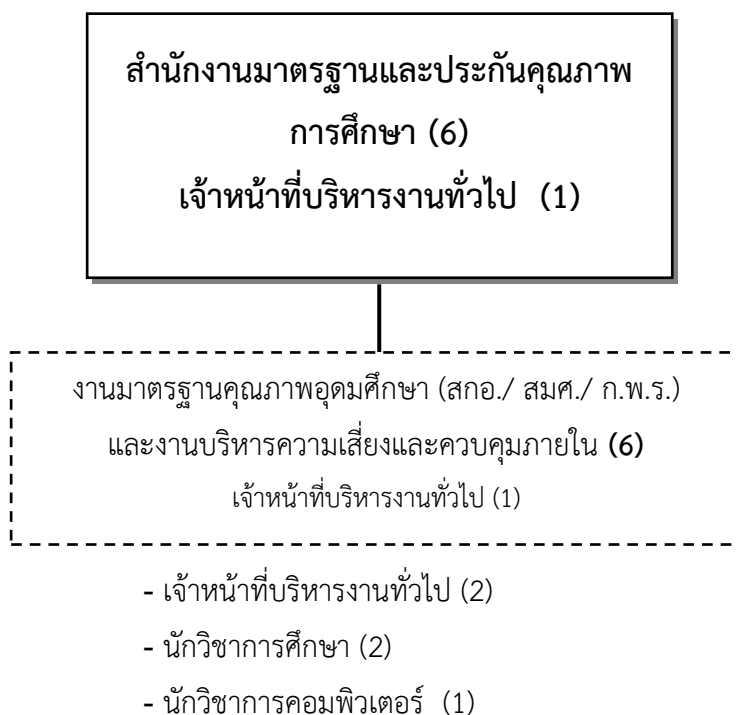 สำนักงานมาตรฐานและประกันคุณภาพ
การศึกษา (6)
เจ้าหน้าที่บริหารงานทั่วไป (1)
งานมาตรฐานคุณภาพอุดมศึกษา (สกอ./ สมศ./ ก.พ.ร.)
และงานบริหารความเสี่ยงและควบคุมภายใน (6)
เจ้าหน้าที่บริหารงานทั่วไป (1)
- เจ้าหน้าที่บริหารงานทั่วไป (2)
- นักวิชาการศึกษา (2)
- นักวิชาการคอมพิวเตอร์ (1)